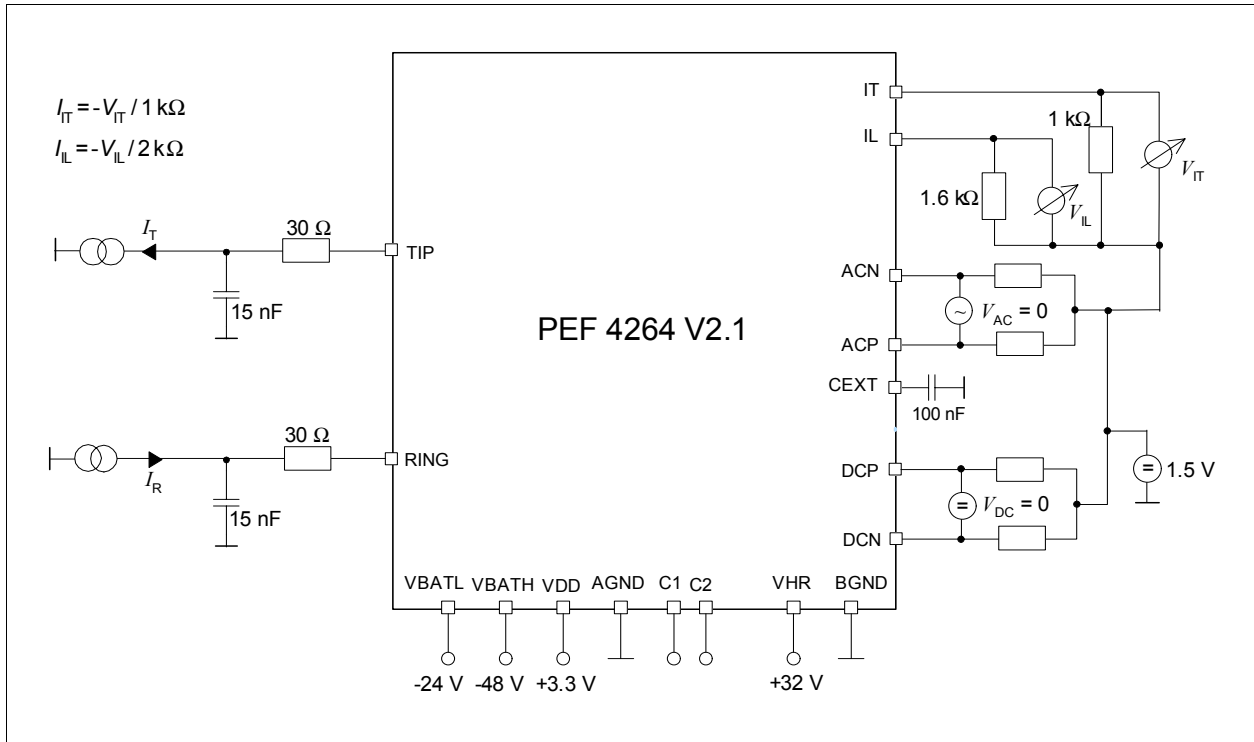 I_IT = -V_IT / 1 kΩ
I_IL = -V_IL / 2 kΩ
IT
IL
1 kΩ
V_IT
1.6 kΩ
V_IL
I_T
30 Ω
TIP
15 nF
ACN
V_AC = 0
ACP
PEF 4264 V2.1
CEXT
100 nF
I_R
30 Ω
RING
15 nF
DCP
V_DC = 0
DCN
1.5 V
VBATL VBATH VDD AGND C1 C2 VHR BGND
-24 V -48 V +3.3 V +32 V